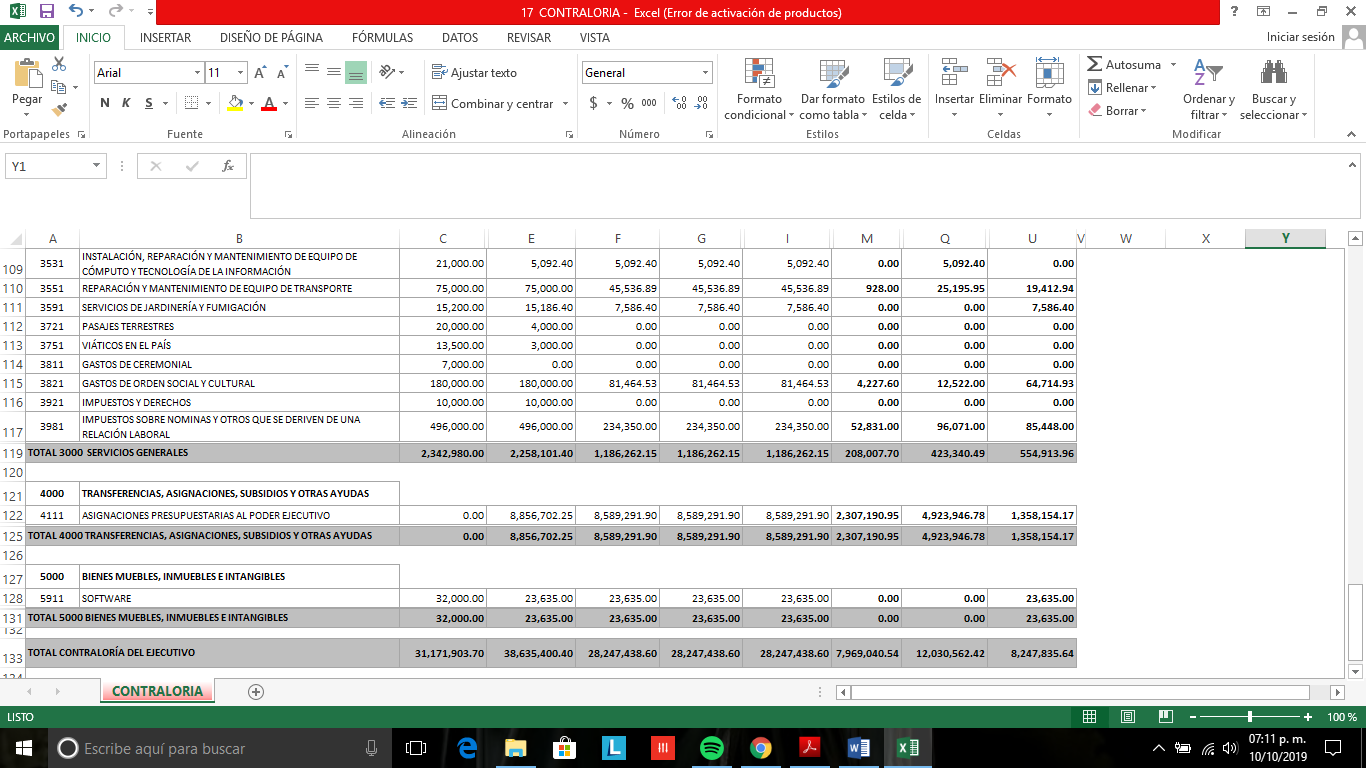 17 CONTRALORIA - Excel (Error de activación de productos)
ARCHIVO INICIO INSERTAR DISEÑO DE PÁGINA FÓRMULAS DATOS REVISAR VISTA Iniciar sesión
Pegar
Arial 11
N K S
Ajustar texto
Combinar y centrar
General
$ % 000
Formato condicional
Dar formato como tabla
Estilos de celda
Insertar Eliminar Formato
Autosuma
Rellenar
Borrar
Ordenar y filtrar
Buscar y seleccionar
Portapapeles Fuente Alineación Número Estilos Celdas Modificar
Y1 fx
A B C E F G I M Q U V W X Y
109 3531 INSTALACIÓN, REPARACIÓN Y MANTENIMIENTO DE EQUIPO DE CÓMPUTO Y TECNOLOGÍA DE LA INFORMACIÓN 21,000.00 5,092.40 5,092.40 5,092.40 5,092.40 0.00 5,092.40 0.00
110 3551 REPARACIÓN Y MANTENIMIENTO DE EQUIPO DE TRANSPORTE 75,000.00 75,000.00 45,536.89 45,536.89 45,536.89 928.00 25,195.95 19,412.94
111 3591 SERVICIOS DE JARDINERÍA Y FUMIGACIÓN 15,200.00 15,186.40 7,586.40 7,586.40 7,586.40 0.00 0.00 7,586.40
112 3721 PASAJES TERRESTRES 20,000.00 4,000.00 0.00 0.00 0.00 0.00 0.00 0.00
113 3751 VIÁTICOS EN EL PAÍS 13,500.00 3,000.00 0.00 0.00 0.00 0.00 0.00 0.00
114 3811 GASTOS DE CEREMONIAL 7,000.00 0.00 0.00 0.00 0.00 0.00 0.00 0.00
115 3821 GASTOS DE ORDEN SOCIAL Y CULTURAL 180,000.00 180,000.00 81,464.53 81,464.53 81,464.53 4,227.60 12,522.00 64,714.93
116 3921 IMPUESTOS Y DERECHOS 10,000.00 10,000.00 0.00 0.00 0.00 0.00 0.00 0.00
117 3981 IMPUESTOS SOBRE NOMINAS Y OTROS QUE SE DERIVEN DE UNA RELACIÓN LABORAL 496,000.00 496,000.00 234,350.00 234,350.00 234,350.00 52,831.00 96,071.00 85,448.00
119 TOTAL 3000 SERVICIOS GENERALES 2,342,980.00 2,258,101.40 1,186,262.15 1,186,262.15 1,186,262.15 208,007.70 423,340.49 554,913.96
120
121 4000 TRANSFERENCIAS, ASIGNACIONES, SUBSIDIOS Y OTRAS AYUDAS
122 4111 ASIGNACIONES PRESUPUESTARIAS AL PODER EJECUTIVO 0.00 8,856,702.25 8,589,291.90 8,589,291.90 8,589,291.90 2,307,190.95 4,923,946.78 1,358,154.17
125 TOTAL 4000 TRANSFERENCIAS, ASIGNACIONES, SUBSIDIOS Y OTRAS AYUDAS 0.00 8,856,702.25 8,589,291.90 8,589,291.90 8,589,291.90 2,307,190.95 4,923,946.78 1,358,154.17
126
127 5000 BIENES MUEBLES, INMUEBLES E INTANGIBLES
128 5911 SOFTWARE 32,000.00 23,635.00 23,635.00 23,635.00 23,635.00 0.00 0.00 23,635.00
131 TOTAL 5000 BIENES MUEBLES, INMUEBLES E INTANGIBLES 32,000.00 23,635.00 23,635.00 23,635.00 23,635.00 0.00 0.00 23,635.00
132
133 TOTAL CONTRALORÍA DEL EJECUTIVO 31,171,903.70 38,635,400.40 28,247,438.60 28,247,438.60 28,247,438.60 7,969,040.54 12,030,562.42 8,247,835.64
134
CONTRALORIA
LISTO 100 %
Escribe aquí para buscar
07:11 p. m.
10/10/2019